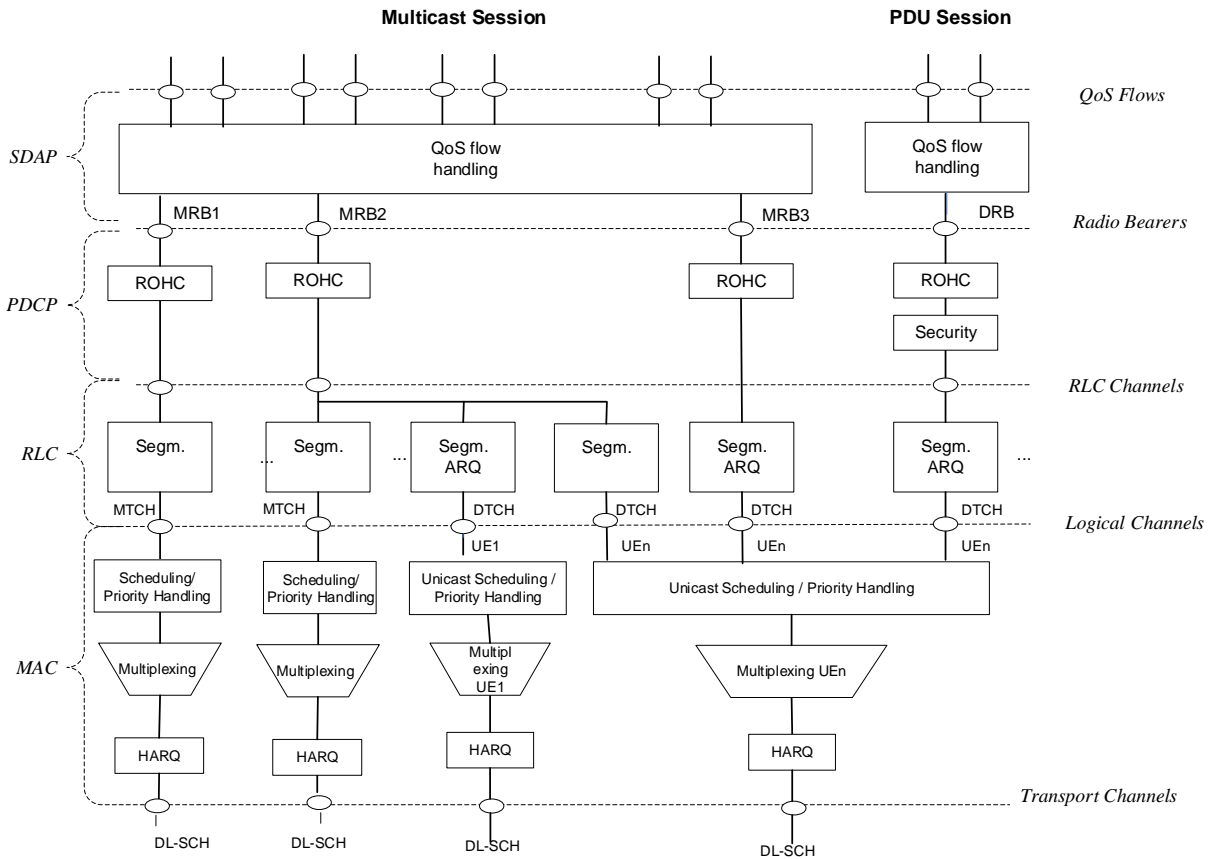 Multicast Session
PDU Session
QoS Flows
SDAP
QoS flow
handling
QoS flow
handling
MRB1
MRB2
MRB3
DRB
Radio Bearers
PDCP
ROHC
ROHC
ROHC
ROHC
Security
RLC Channels
RLC
Segm.
...
Segm.
...
Segm.
ARQ
Segm.
Segm.
ARQ
Segm.
ARQ
...
MTCH
MTCH
DTCH
DTCH
DTCH
DTCH
Logical Channels
UE1
UEn
UEn
UEn
MAC
Scheduling/
Priority Handling
Scheduling/
Priority Handling
Unicast Scheduling /
Priority Handling
Unicast Scheduling / Priority Handling
Multiplexing
Multiplexing
Multipl
exing
UE1
Multiplexing UEn
HARQ
HARQ
HARQ
HARQ
Transport Channels
DL-SCH
DL-SCH
DL-SCH
DL-SCH